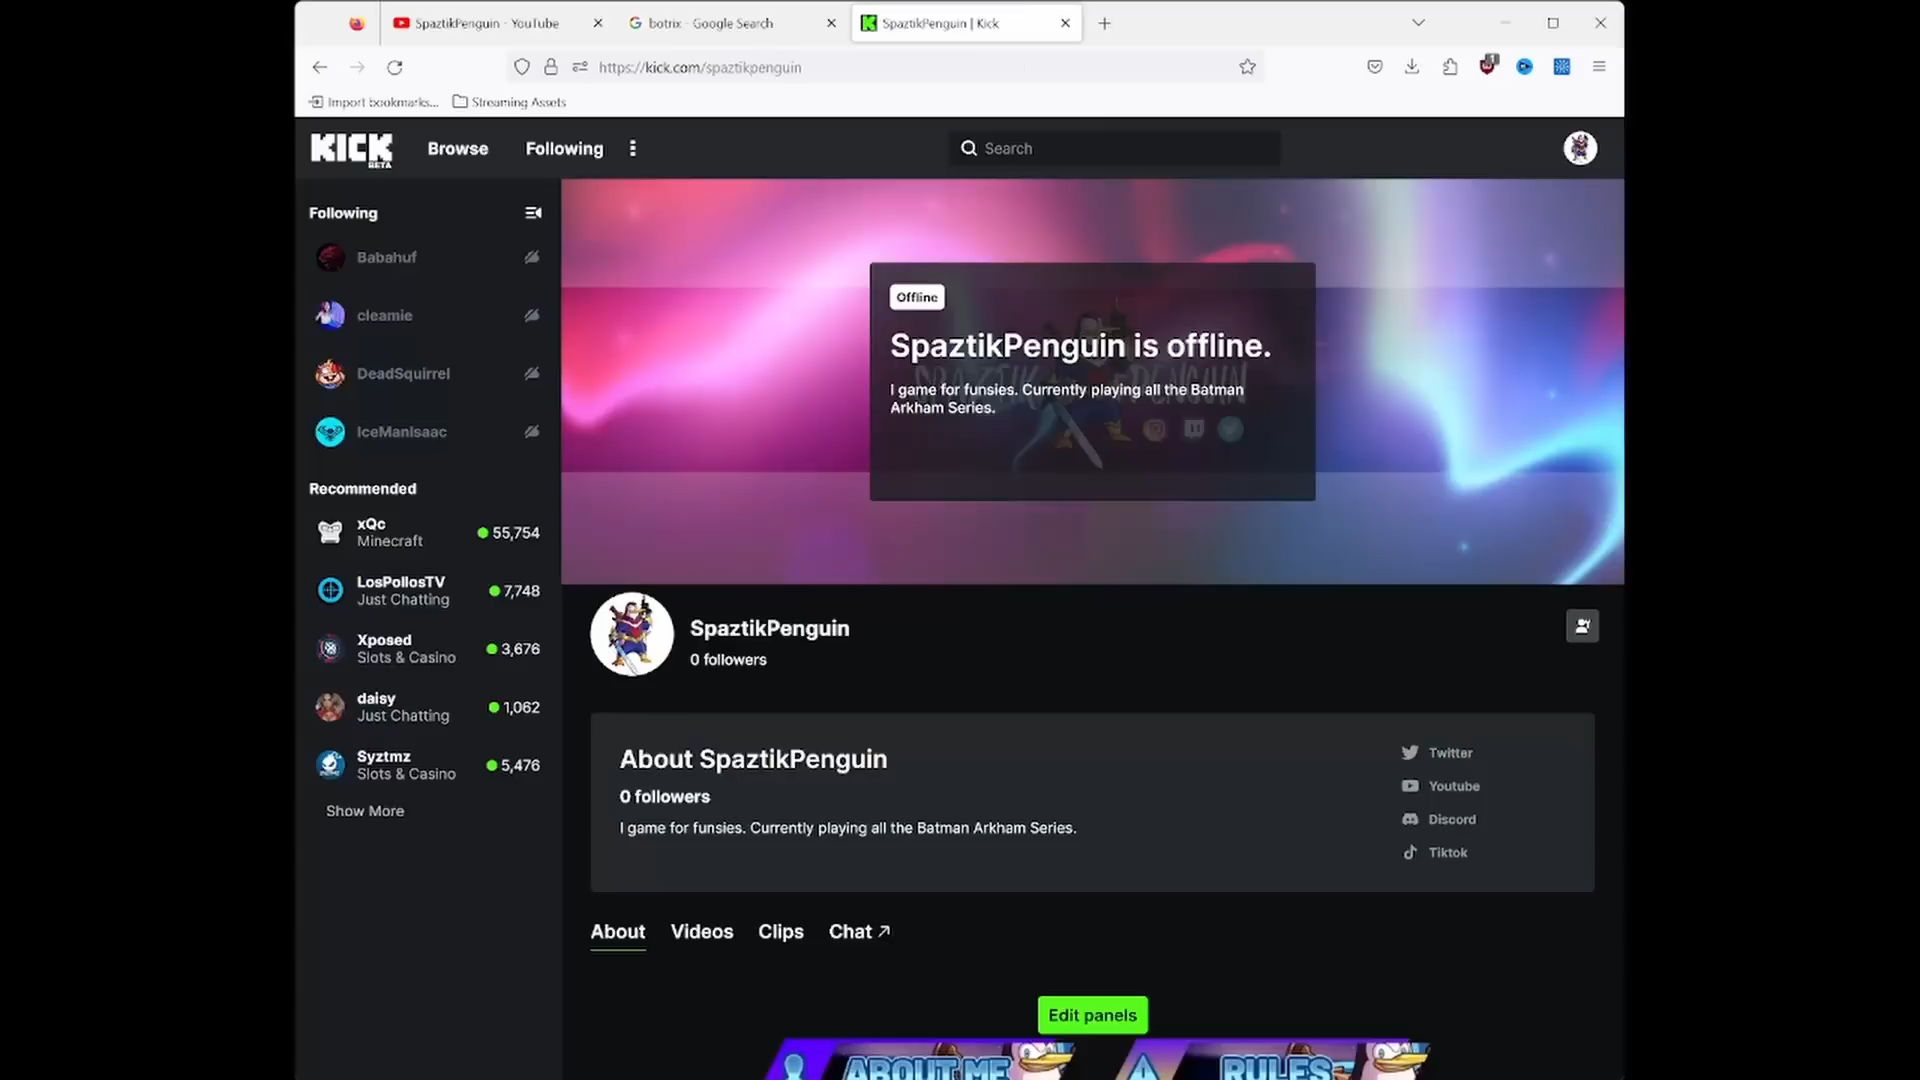 SpaztikPenguin - YouTube
botrix - Google Search
SpaztikPenguin | Kick
https://kick.com/spaztikpenguin
1
Import bookmarks...
Streaming Assets
KICK
BETA
Browse
Following
Search
Following
Babahuf
cleamie
DeadSquirrel
IceManIsaac
Recommended
xQc
Minecraft
55,754
LosPollosTV
Just Chatting
7,748
Xposed
Slots & Casino
3,676
daisy
Just Chatting
1,062
Syztmz
Slots & Casino
5,476
Show More
Offline
SpaztikPenguin is offline.
I game for funsies. Currently playing all the Batman
Arkham Series.
SPAZTIK PENGUIN
SpaztikPenguin
0 followers
About SpaztikPenguin
0 followers
I game for funsies. Currently playing all the Batman Arkham Series.
Twitter
Youtube
Discord
Tiktok
About
Videos
Clips
Chat
Edit panels
ABOUT ME
RULES